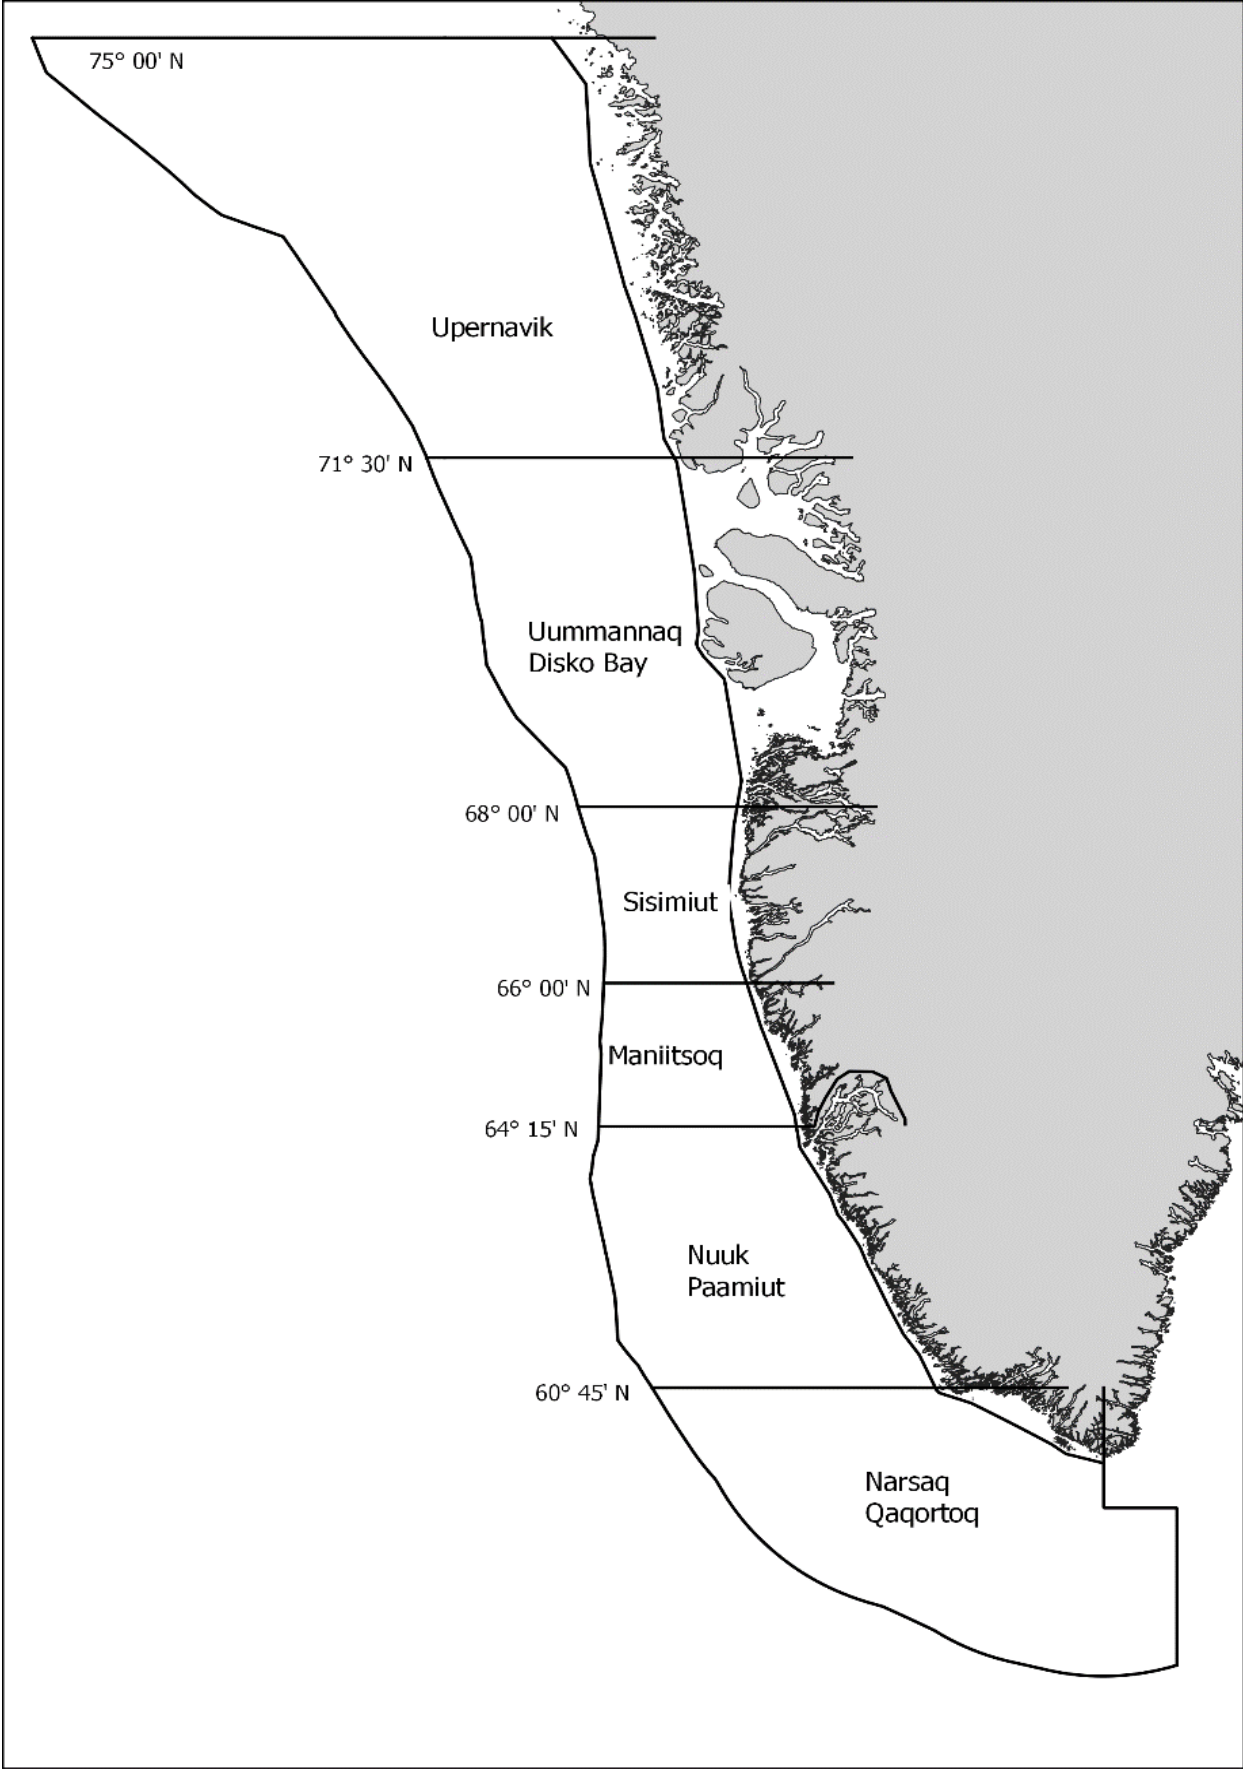 75° 00' N
Upernavik
71° 30' N
Uummannaq
Disko Bay
68° 00' N
Sisimiut
66° 00' N
Maniitsoq
64° 15' N
Nuuk
Paamiut
60° 45' N
Narsaq
Qaqortoq